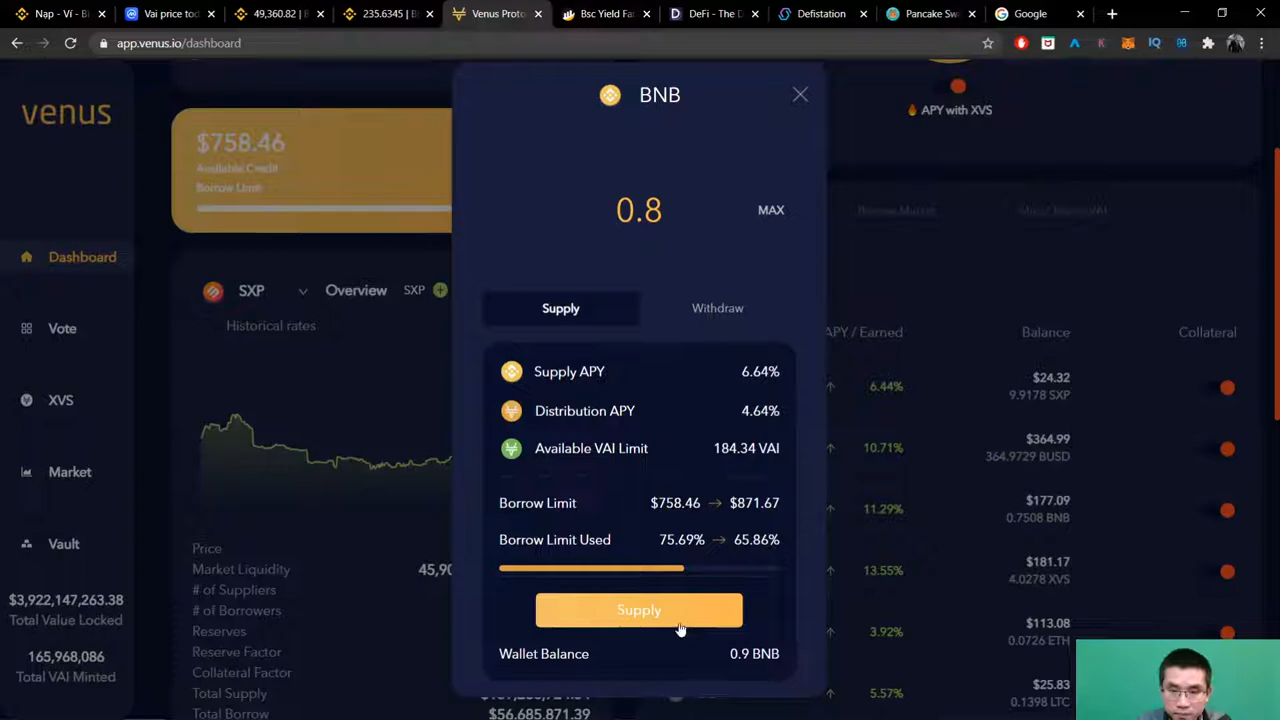 Nạp - Ví - Bi
Vai price tod
49,360.82 | B
235.6345 | B
Venus Proto
Bsc Yield Fa
DeFi - The D
Defistation
Pancake Sw
Google
app.venus.io/dashboard
venus
Dashboard
Vote
XVS
Market
Vault
$3,922,147,263.38
Total Value Locked
165,968,086
Total VAI Minted
$758.46
Available Credit
Borrow Limit
SXP
Overview
SXP
Historical rates
Price
Market Liquidity
45,90
# of Suppliers
# of Borrowers
Reserves
Reserve Factor
Collateral Factor
Total Supply
Total Borrow
$56,685,871.39
BNB
0.8
MAX
Supply
Withdraw
Supply APY
6.64%
Distribution APY
4.64%
Available VAI Limit
184.34 VAI
Borrow Limit
$758.46 → $871.67
Borrow Limit Used
75.69% → 65.86%
Supply
Wallet Balance
0.9 BNB
APY with XVS
Borrow Market
APY / Earned
Balance
Collateral
6.44%
$24.32
9.9178 SXP
10.71%
$364.99
364.9729 BUSD
11.29%
$177.09
0.7508 BNB
13.55%
$181.17
4.0278 XVS
3.92%
$113.08
0.0726 ETH
5.57%
$25.83
0.1398 LTC